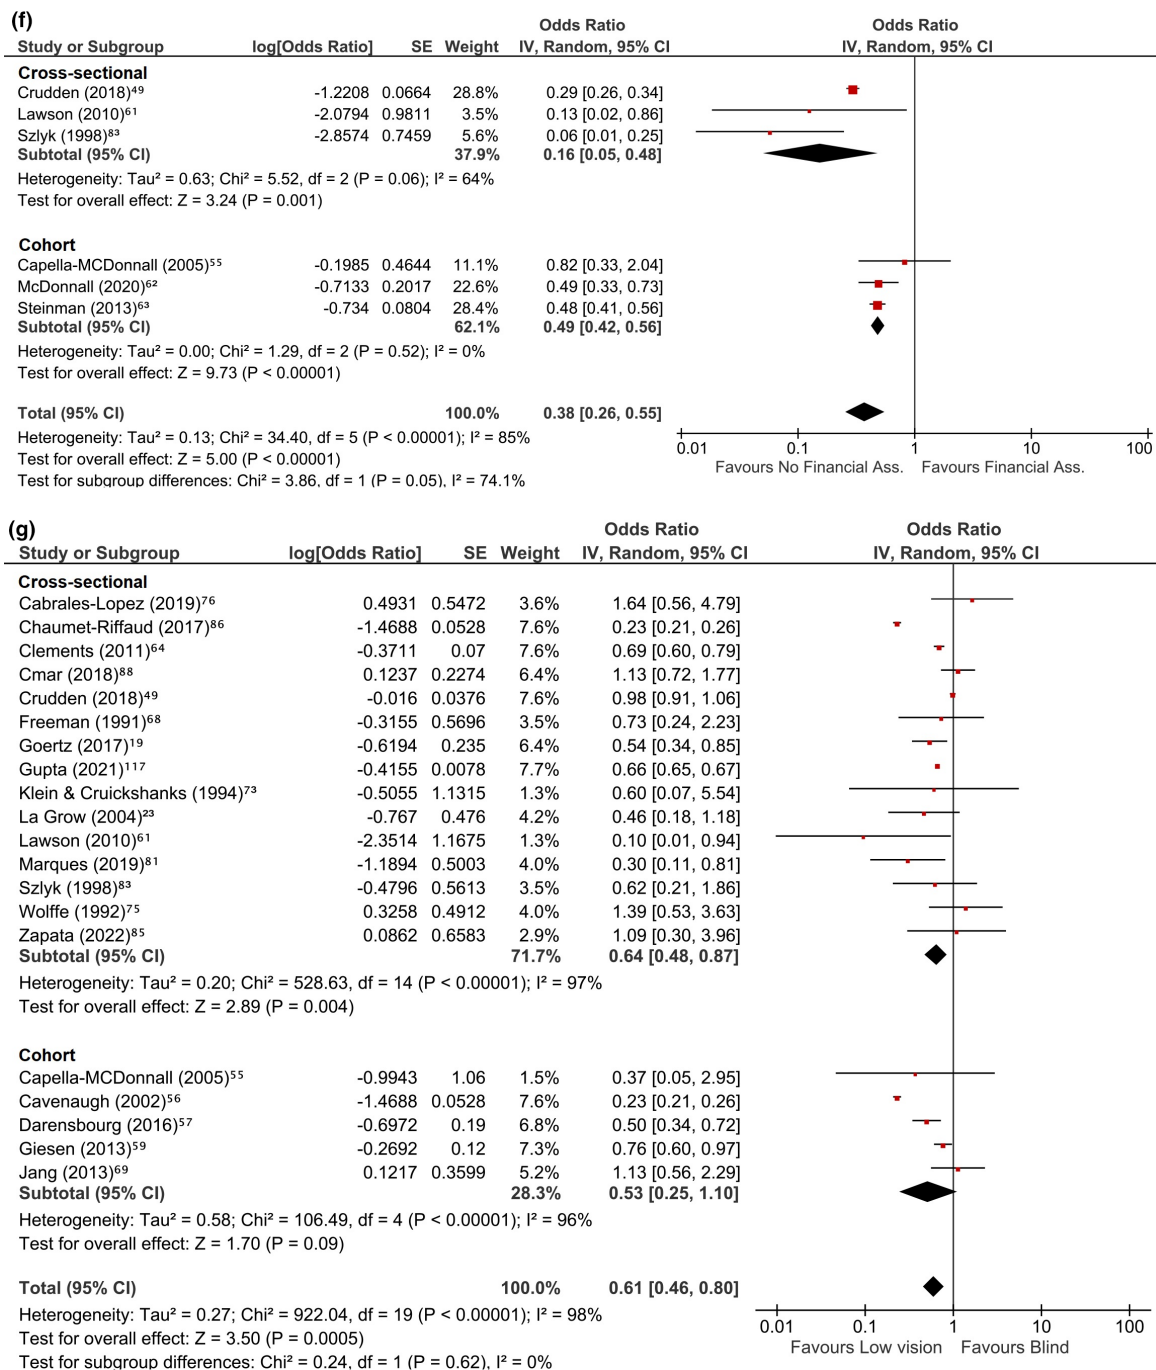 (f)
Odds Ratio Odds Ratio
Study or Subgroup log[Odds Ratio] SE Weight IV, Random, 95% CI IV, Random, 95% CI
Cross-sectional
Crudden (2018)⁴⁹ -1.2208 0.0664 28.8% 0.29 [0.26, 0.34]
Lawson (2010)⁶¹ -2.0794 0.9811 3.5% 0.13 [0.02, 0.86]
Szlyk (1998)⁸³ -2.8574 0.7459 5.6% 0.06 [0.01, 0.25]
Subtotal (95% CI) 37.9% 0.16 [0.05, 0.48]
Heterogeneity: Tau² = 0.63; Chi² = 5.52, df = 2 (P = 0.06); I² = 64%
Test for overall effect: Z = 3.24 (P = 0.001)
Cohort
Capella-MCDonnall (2005)⁵⁵ -0.1985 0.4644 11.1% 0.82 [0.33, 2.04]
McDonnall (2020)⁶² -0.7133 0.2017 22.6% 0.49 [0.33, 0.73]
Steinman (2013)⁶³ -0.734 0.0804 28.4% 0.48 [0.41, 0.56]
Subtotal (95% CI) 62.1% 0.49 [0.42, 0.56]
Heterogeneity: Tau² = 0.00; Chi² = 1.29, df = 2 (P = 0.52); I² = 0%
Test for overall effect: Z = 9.73 (P < 0.00001)
Total (95% CI) 100.0% 0.38 [0.26, 0.55]
Heterogeneity: Tau² = 0.13; Chi² = 34.40, df = 5 (P < 0.00001); I² = 85%
Test for overall effect: Z = 5.00 (P < 0.00001)
Test for subgroup differences: Chi² = 3.86, df = 1 (P = 0.05), I² = 74.1%
0.01 0.1 1 10 100
Favours No Financial Ass. Favours Financial Ass.
(g)
Odds Ratio Odds Ratio
Study or Subgroup log[Odds Ratio] SE Weight IV, Random, 95% CI IV, Random, 95% CI
Cross-sectional
Cabrales-Lopez (2019)⁷⁶ 0.4931 0.5472 3.6% 1.64 [0.56, 4.79]
Chaumet-Riffaud (2017)⁸⁶ -1.4688 0.0528 7.6% 0.23 [0.21, 0.26]
Clements (2011)⁶⁴ -0.3711 0.07 7.6% 0.69 [0.60, 0.79]
Cmar (2018)⁸⁸ 0.1237 0.2274 6.4% 1.13 [0.72, 1.77]
Crudden (2018)⁴⁹ -0.016 0.0376 7.6% 0.98 [0.91, 1.06]
Freeman (1991)⁶⁸ -0.3155 0.5696 3.5% 0.73 [0.24, 2.23]
Goertz (2017)¹⁹ -0.6194 0.235 6.4% 0.54 [0.34, 0.85]
Gupta (2021)¹¹⁷ -0.4155 0.0078 7.7% 0.66 [0.65, 0.67]
Klein & Cruickshanks (1994)⁷³ -0.5055 1.1315 1.3% 0.60 [0.07, 5.54]
La Grow (2004)²³ -0.767 0.476 4.2% 0.46 [0.18, 1.18]
Lawson (2010)⁶¹ -2.3514 1.1675 1.3% 0.10 [0.01, 0.94]
Marques (2019)⁸¹ -1.1894 0.5003 4.0% 0.30 [0.11, 0.81]
Szlyk (1998)⁸³ -0.4796 0.5613 3.5% 0.62 [0.21, 1.86]
Wolffe (1992)⁷⁵ 0.3258 0.4912 4.0% 1.39 [0.53, 3.63]
Zapata (2022)⁸⁵ 0.0862 0.6583 2.9% 1.09 [0.30, 3.96]
Subtotal (95% CI) 71.7% 0.64 [0.48, 0.87]
Heterogeneity: Tau² = 0.20; Chi² = 528.63, df = 14 (P < 0.00001); I² = 97%
Test for overall effect: Z = 2.89 (P = 0.004)
Cohort
Capella-MCDonnall (2005)⁵⁵ -0.9943 1.06 1.5% 0.37 [0.05, 2.95]
Cavenaugh (2002)⁵⁶ -1.4688 0.0528 7.6% 0.23 [0.21, 0.26]
Darensbourg (2016)⁵⁷ -0.6972 0.19 6.8% 0.50 [0.34, 0.72]
Giesen (2013)⁵⁹ -0.2692 0.12 7.3% 0.76 [0.60, 0.97]
Jang (2013)⁶⁹ 0.1217 0.3599 5.2% 1.13 [0.56, 2.29]
Subtotal (95% CI) 28.3% 0.53 [0.25, 1.10]
Heterogeneity: Tau² = 0.58; Chi² = 106.49, df = 4 (P < 0.00001); I² = 96%
Test for overall effect: Z = 1.70 (P = 0.09)
Total (95% CI) 100.0% 0.61 [0.46, 0.80]
Heterogeneity: Tau² = 0.27; Chi² = 922.04, df = 19 (P < 0.00001); I² = 98%
Test for overall effect: Z = 3.50 (P = 0.0005)
Test for subgroup differences: Chi² = 0.24, df = 1 (P = 0.62), I² = 0%
0.01 0.1 1 10 100
Favours Low vision Favours Blind